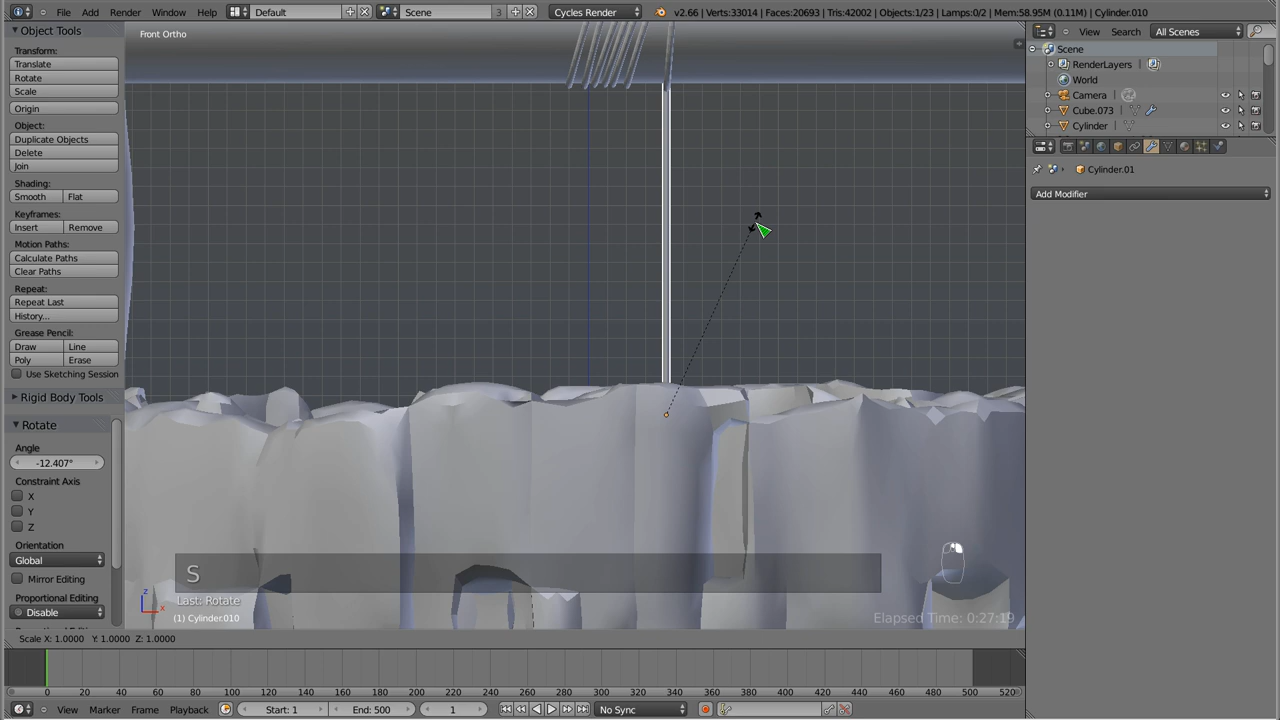 File Add Render Window Help Default Scene 3 Cycles Render v2.66 | Verts:33014 | Faces:20693 | Tris:42002 | Objects:1/23 | Lamps:0/2 | Mem:58.95M (0.11M) | Cylinder.010
Object Tools
Transform:
Translate
Rotate
Scale
Origin
Object:
Duplicate Objects
Delete
Join
Shading:
Smooth Flat
Keyframes:
Insert Remove
Motion Paths:
Calculate Paths
Clear Paths
Repeat:
Repeat Last
History...
Grease Pencil:
Draw Line
Poly Erase
Use Sketching Session
Rigid Body Tools
Rotate
Angle
-12.407°
Constraint Axis
X
Y
Z
Orientation
Global
Mirror Editing
Proportional Editing
Disable
Front Ortho
S
Last: Rotate
(1) Cylinder.010
Elapsed Time: 0:27:19
z
x
Scale X: 1.0000 Y: 1.0000 Z: 1.0000
View Search All Scenes
Scene
RenderLayers
World
Camera
Cube.073
Cylinder
Cylinder.01
Add Modifier
0 20 40 60 80 100 120 140 160 180 200 220 240 260 280 300 320 340 360 380 400 420 440 460 480 500 520
View Marker Frame Playback Start: 1 End: 500 1 No Sync